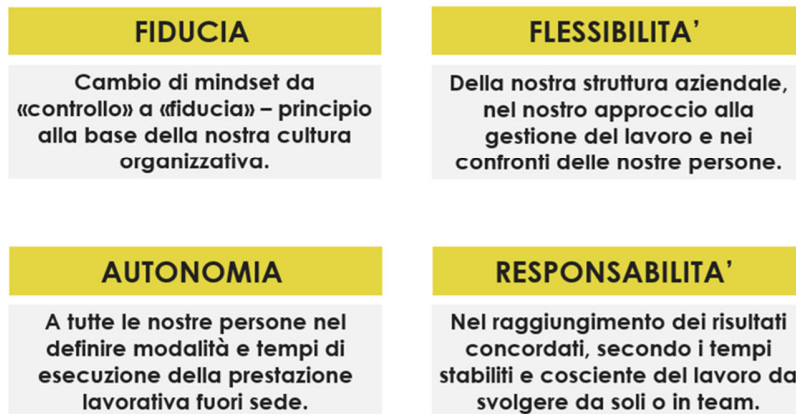 FIDUCIA
Cambio di mindset da
«controllo» a «fiducia» – principio
alla base della nostra cultura
organizzativa.
FLESSIBILITA’
Della nostra struttura aziendale,
nel nostro approccio alla
gestione del lavoro e nei
confronti delle nostre persone.
AUTONOMIA
A tutte le nostre persone nel
definire modalità e tempi di
esecuzione della prestazione
lavorativa fuori sede.
RESPONSABILITA’
Nel raggiungimento dei risultati
concordati, secondo i tempi
stabiliti e cosciente del lavoro da
svolgere da soli o in team.